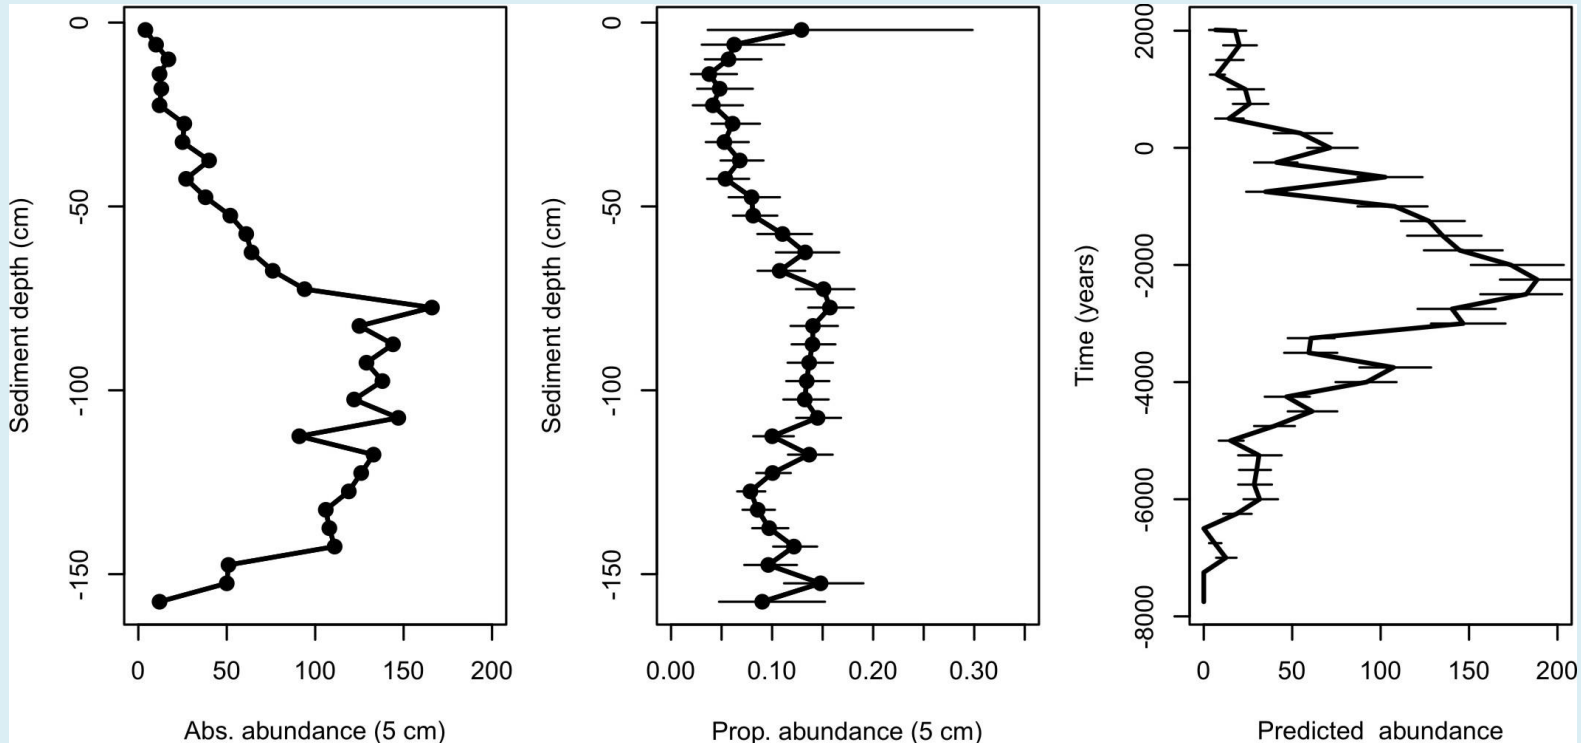 Sediment depth (cm)
0
-50
-100
-150
0 50 100 150 200
Abs. abundance (5 cm)
Sediment depth (cm)
0
-50
-100
-150
0.00 0.10 0.20 0.30
Prop. abundance (5 cm)
Time (years)
2000
0
-2000
-4000
-6000
-8000
0 50 100 150 200
Predicted abundance